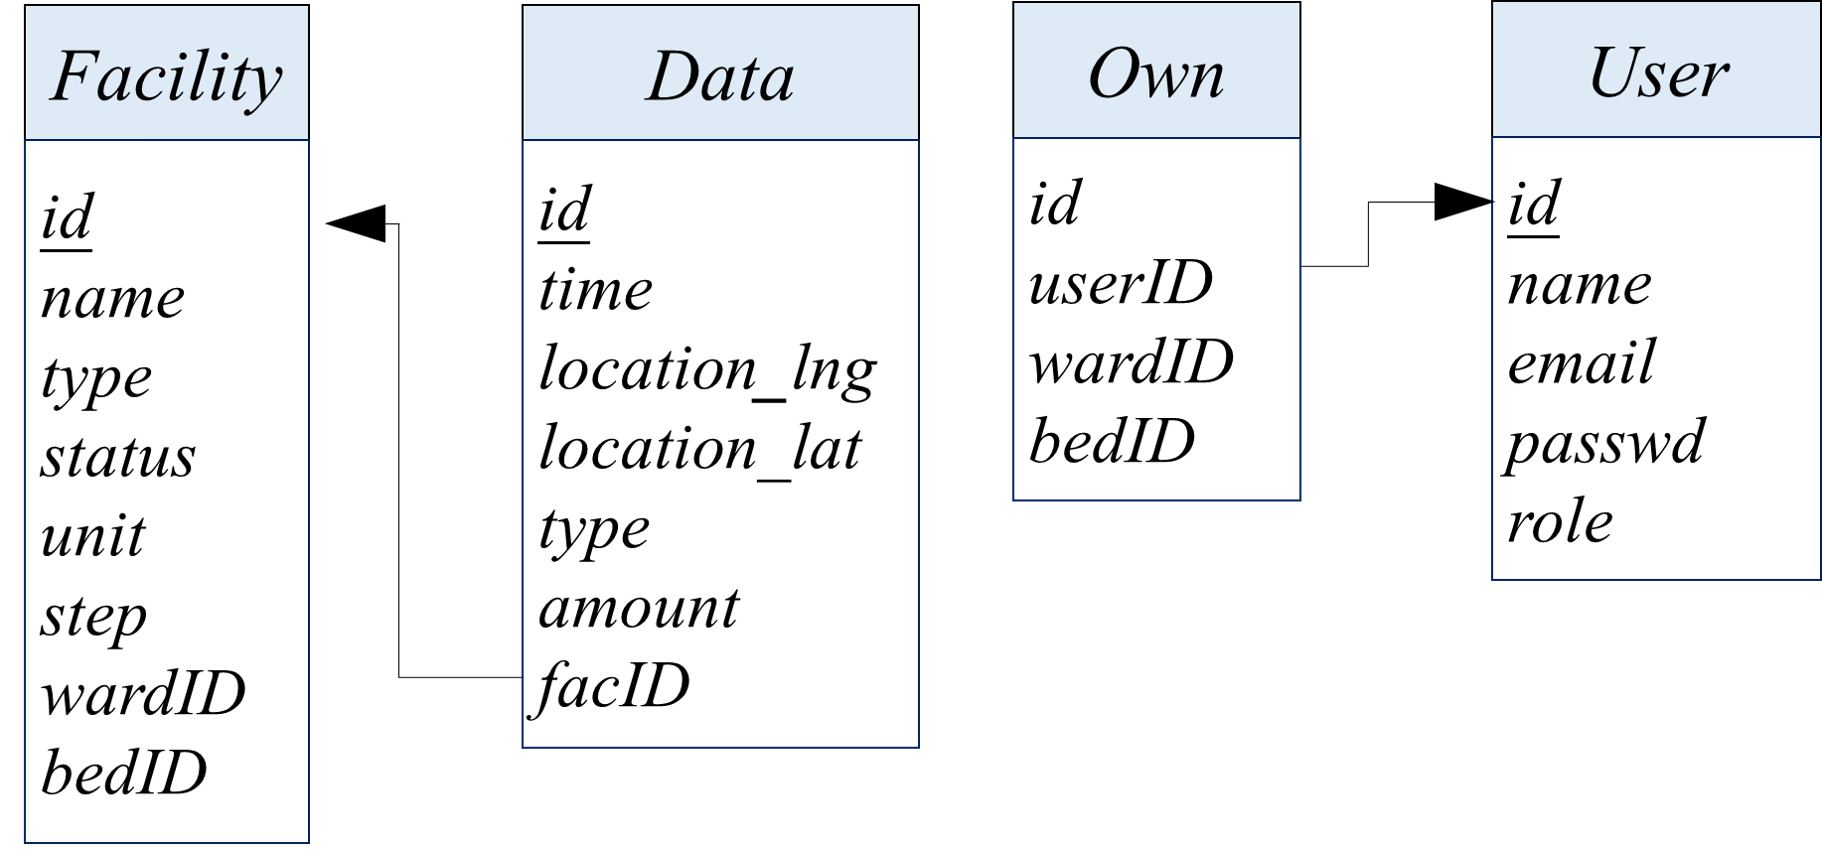 Facility
id
name
type
status
unit
step
wardID
bedID
Data
id
time
location_lng
location_lat
type
amount
facID
Own
id
userID
wardID
bedID
User
id
name
email
passwd
role